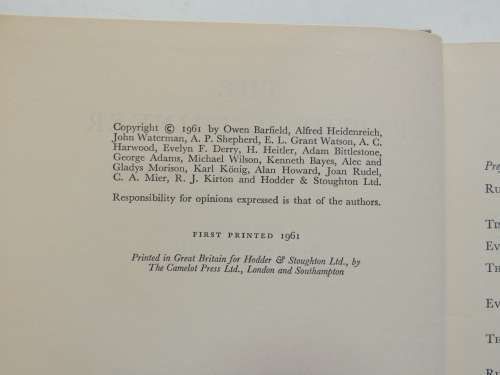 Copyright © 1961 by Owen Barfield, Alfred Heidenreich,
John Waterman, A. P. Shepherd, E. L. Grant Watson, A. C.
Harwood, Evelyn F. Derry, H. Heitler, Adam Bittlestone,
George Adams, Michael Wilson, Kenneth Bayes, Alec and
Gladys Morison, Karl König, Alan Howard, Joan Rudel,
C. A. Mier, R. J. Kirton and Hodder & Stoughton Ltd.
Responsibility for opinions expressed is that of the authors.
FIRST PRINTED 1961
Printed in Great Britain for Hodder & Stoughton Ltd., by
The Camelot Press Ltd., London and Southampton